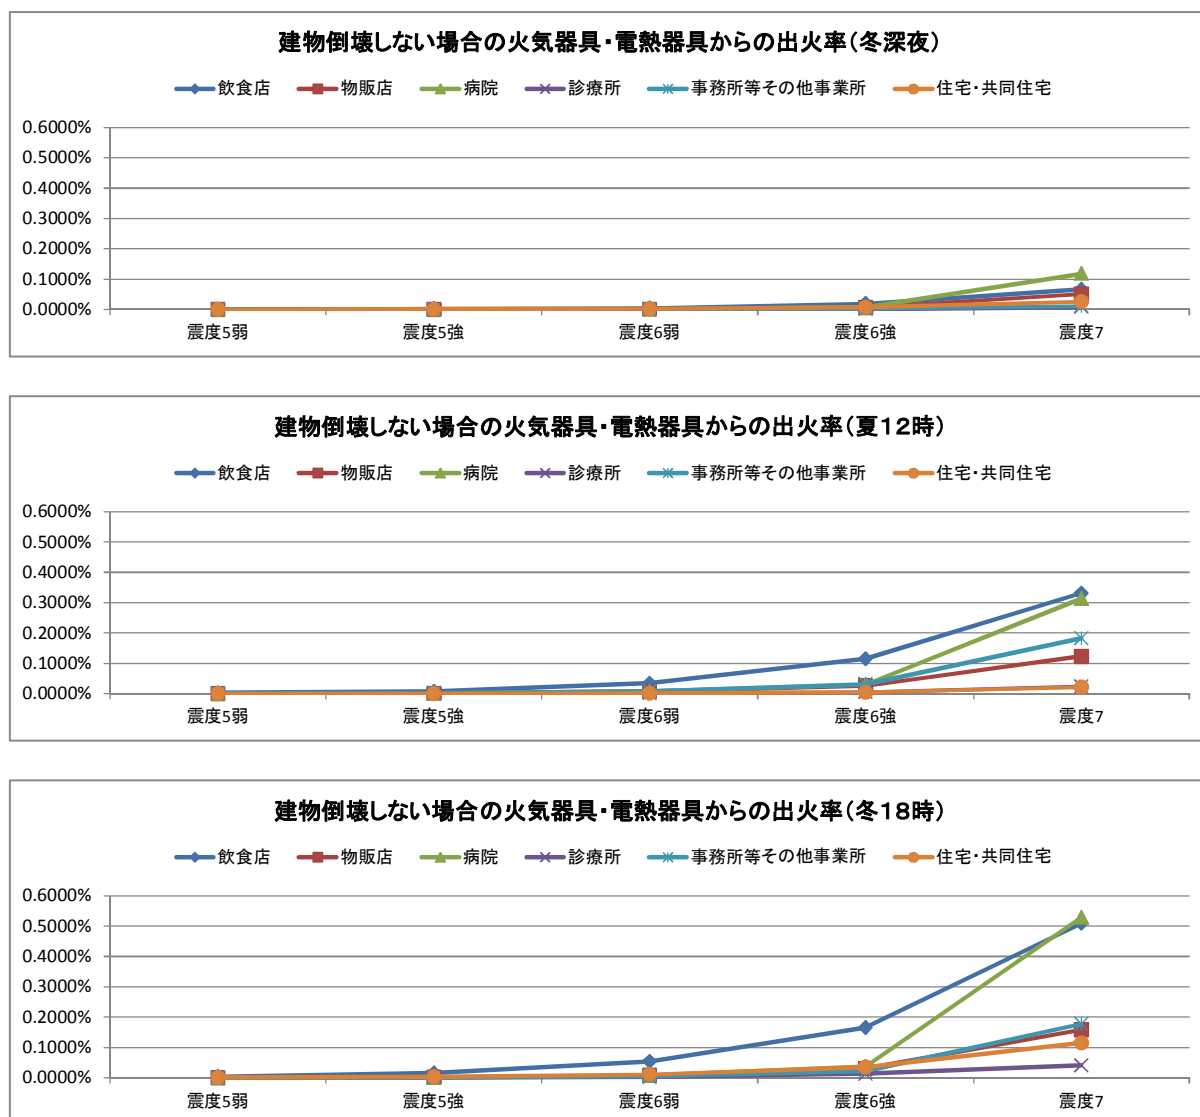 建物倒壊しない場合の火気器具・電熱器具からの出火率(冬深夜)
飲食店 物販店 病院 診療所 事務所等その他事業所 住宅・共同住宅
0.6000%
0.5000%
0.4000%
0.3000%
0.2000%
0.1000%
0.0000%
震度5弱 震度5強 震度6弱 震度6強 震度7
建物倒壊しない場合の火気器具・電熱器具からの出火率(夏12時)
飲食店 物販店 病院 診療所 事務所等その他事業所 住宅・共同住宅
0.6000%
0.5000%
0.4000%
0.3000%
0.2000%
0.1000%
0.0000%
震度5弱 震度5強 震度6弱 震度6強 震度7
建物倒壊しない場合の火気器具・電熱器具からの出火率(冬18時)
飲食店 物販店 病院 診療所 事務所等その他事業所 住宅・共同住宅
0.6000%
0.5000%
0.4000%
0.3000%
0.2000%
0.1000%
0.0000%
震度5弱 震度5強 震度6弱 震度6強 震度7